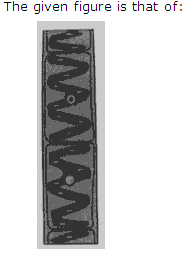 The given figure is that of: